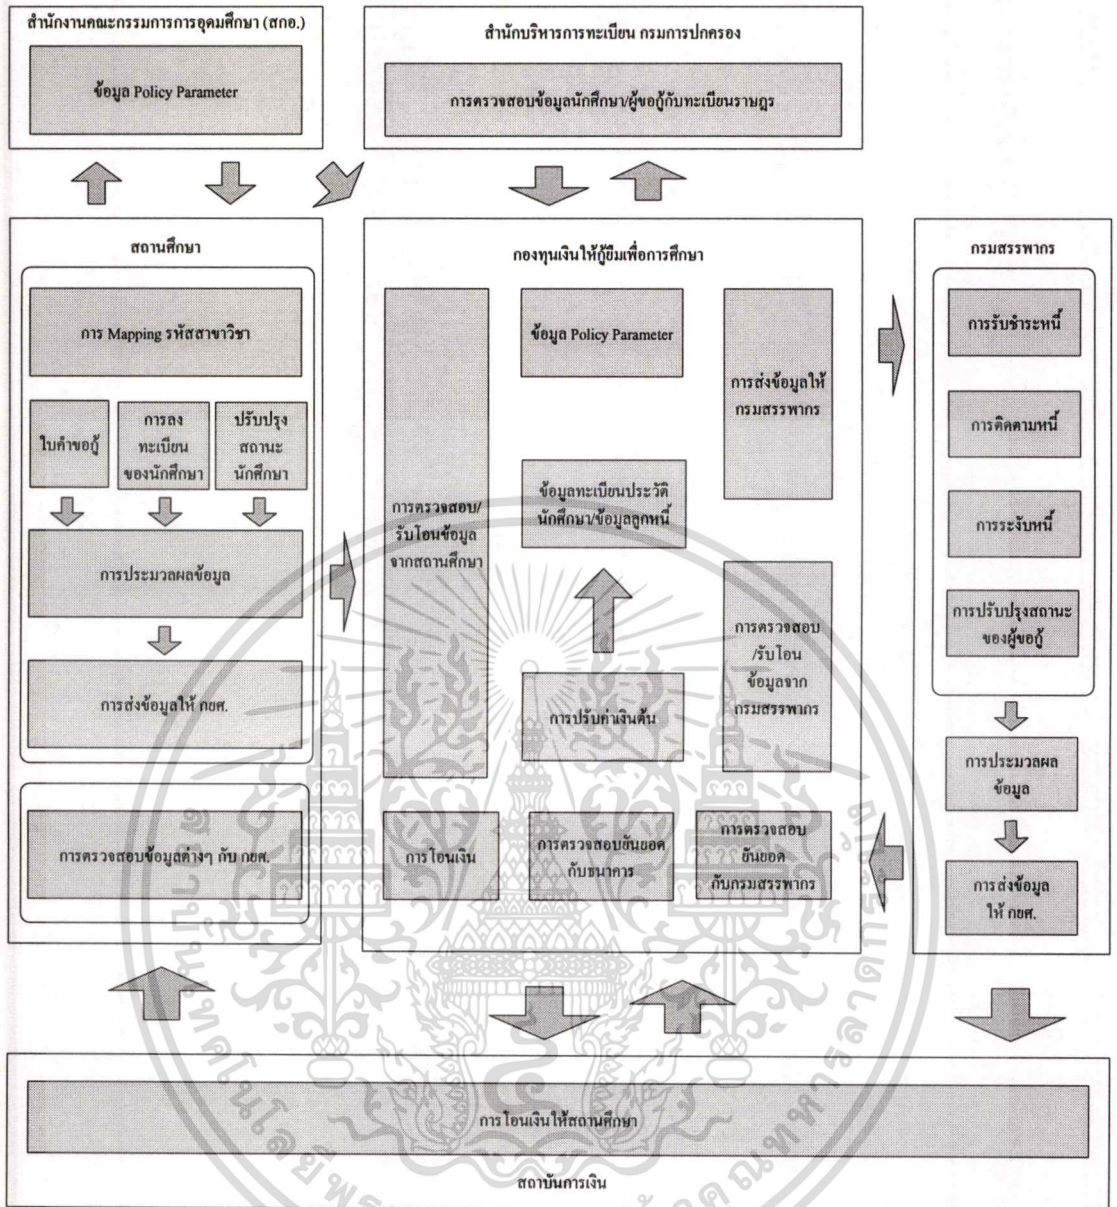 สำนักงานคณะกรรมการการอุดมศึกษา (สกอ.)
ข้อมูล Policy Parameter
สำนักบริหารการทะเบียน กรมการปกครอง
การตรวจสอบข้อมูลนักศึกษา/ผู้ขอกู้กับทะเบียนราษฎร
สถานศึกษา
การ Mapping รหัสสาขาวิชา
ใบคำขอกู้
การลง
ทะเบียน
ของนักศึกษา
ปรับปรุง
สถานะ
นักศึกษา
การประมวลผลข้อมูล
การส่งข้อมูลให้ กยศ.
การตรวจสอบข้อมูลต่างๆ กับ กยศ.
กองทุนเงินให้กู้ยืมเพื่อการศึกษา
การตรวจสอบ/
รับโอนข้อมูล
จากสถานศึกษา
ข้อมูล Policy Parameter
ข้อมูลทะเบียนประวัติ
นักศึกษา/ข้อมูลลูกหนี้
การปรับค่าเงินต้น
การส่งข้อมูลให้
กรมสรรพากร
การตรวจสอบ
/รับโอน
ข้อมูลจาก
กรมสรรพากร
การโอนเงิน
การตรวจสอบยันยอด
กับธนาคาร
การตรวจสอบ
ยันยอด
กับกรมสรรพากร
กรมสรรพากร
การรับชำระหนี้
การติดตามหนี้
การระงับหนี้
การปรับปรุงสถานะ
ของผู้ขอกู้
การประมวลผล
ข้อมูล
การส่งข้อมูล
ให้ กยศ.
การโอนเงินให้สถานศึกษา
สถาบันการเงิน